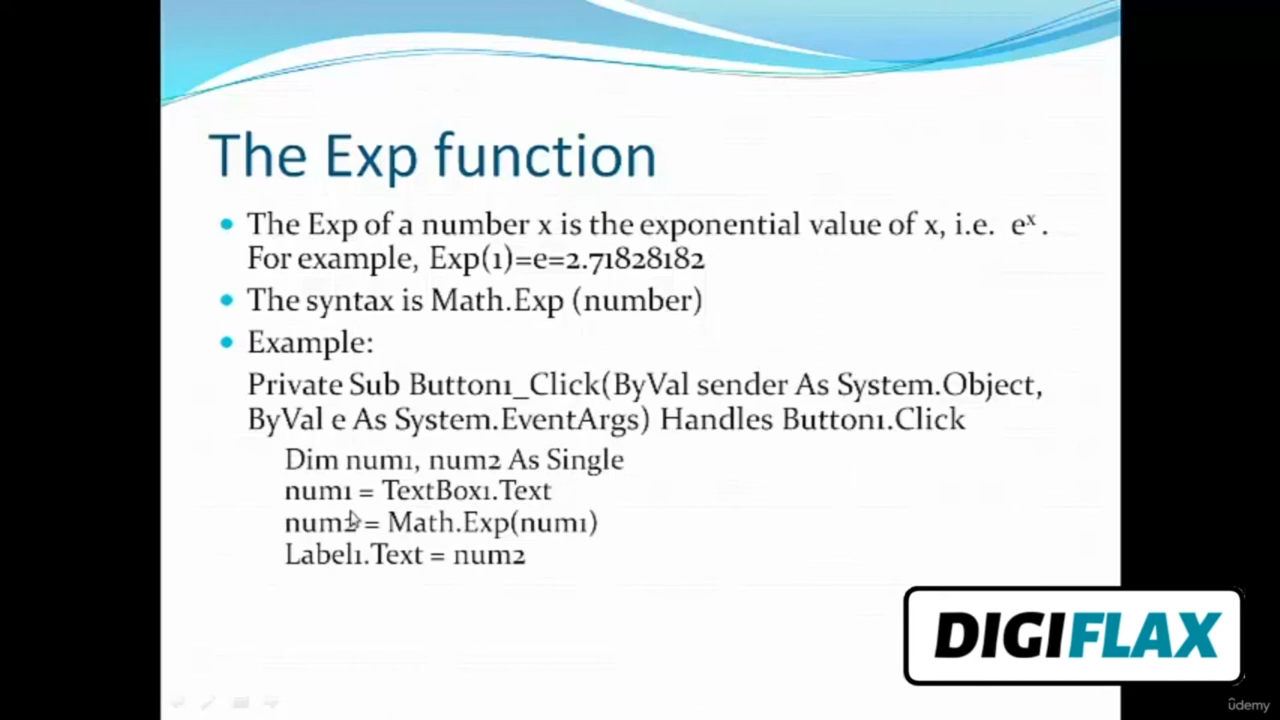 The Exp function
The Exp of a number x is the exponential value of x, i.e. eˣ.
For example, Exp(1)=e=2.71828182
The syntax is Math.Exp (number)
Example:
Private Sub Button1_Click(ByVal sender As System.Object,
ByVal e As System.EventArgs) Handles Button1.Click
Dim num1, num2 As Single
num1 = TextBox1.Text
num2 = Math.Exp(num1)
Label1.Text = num2
DIGIFLAX
ûdemy